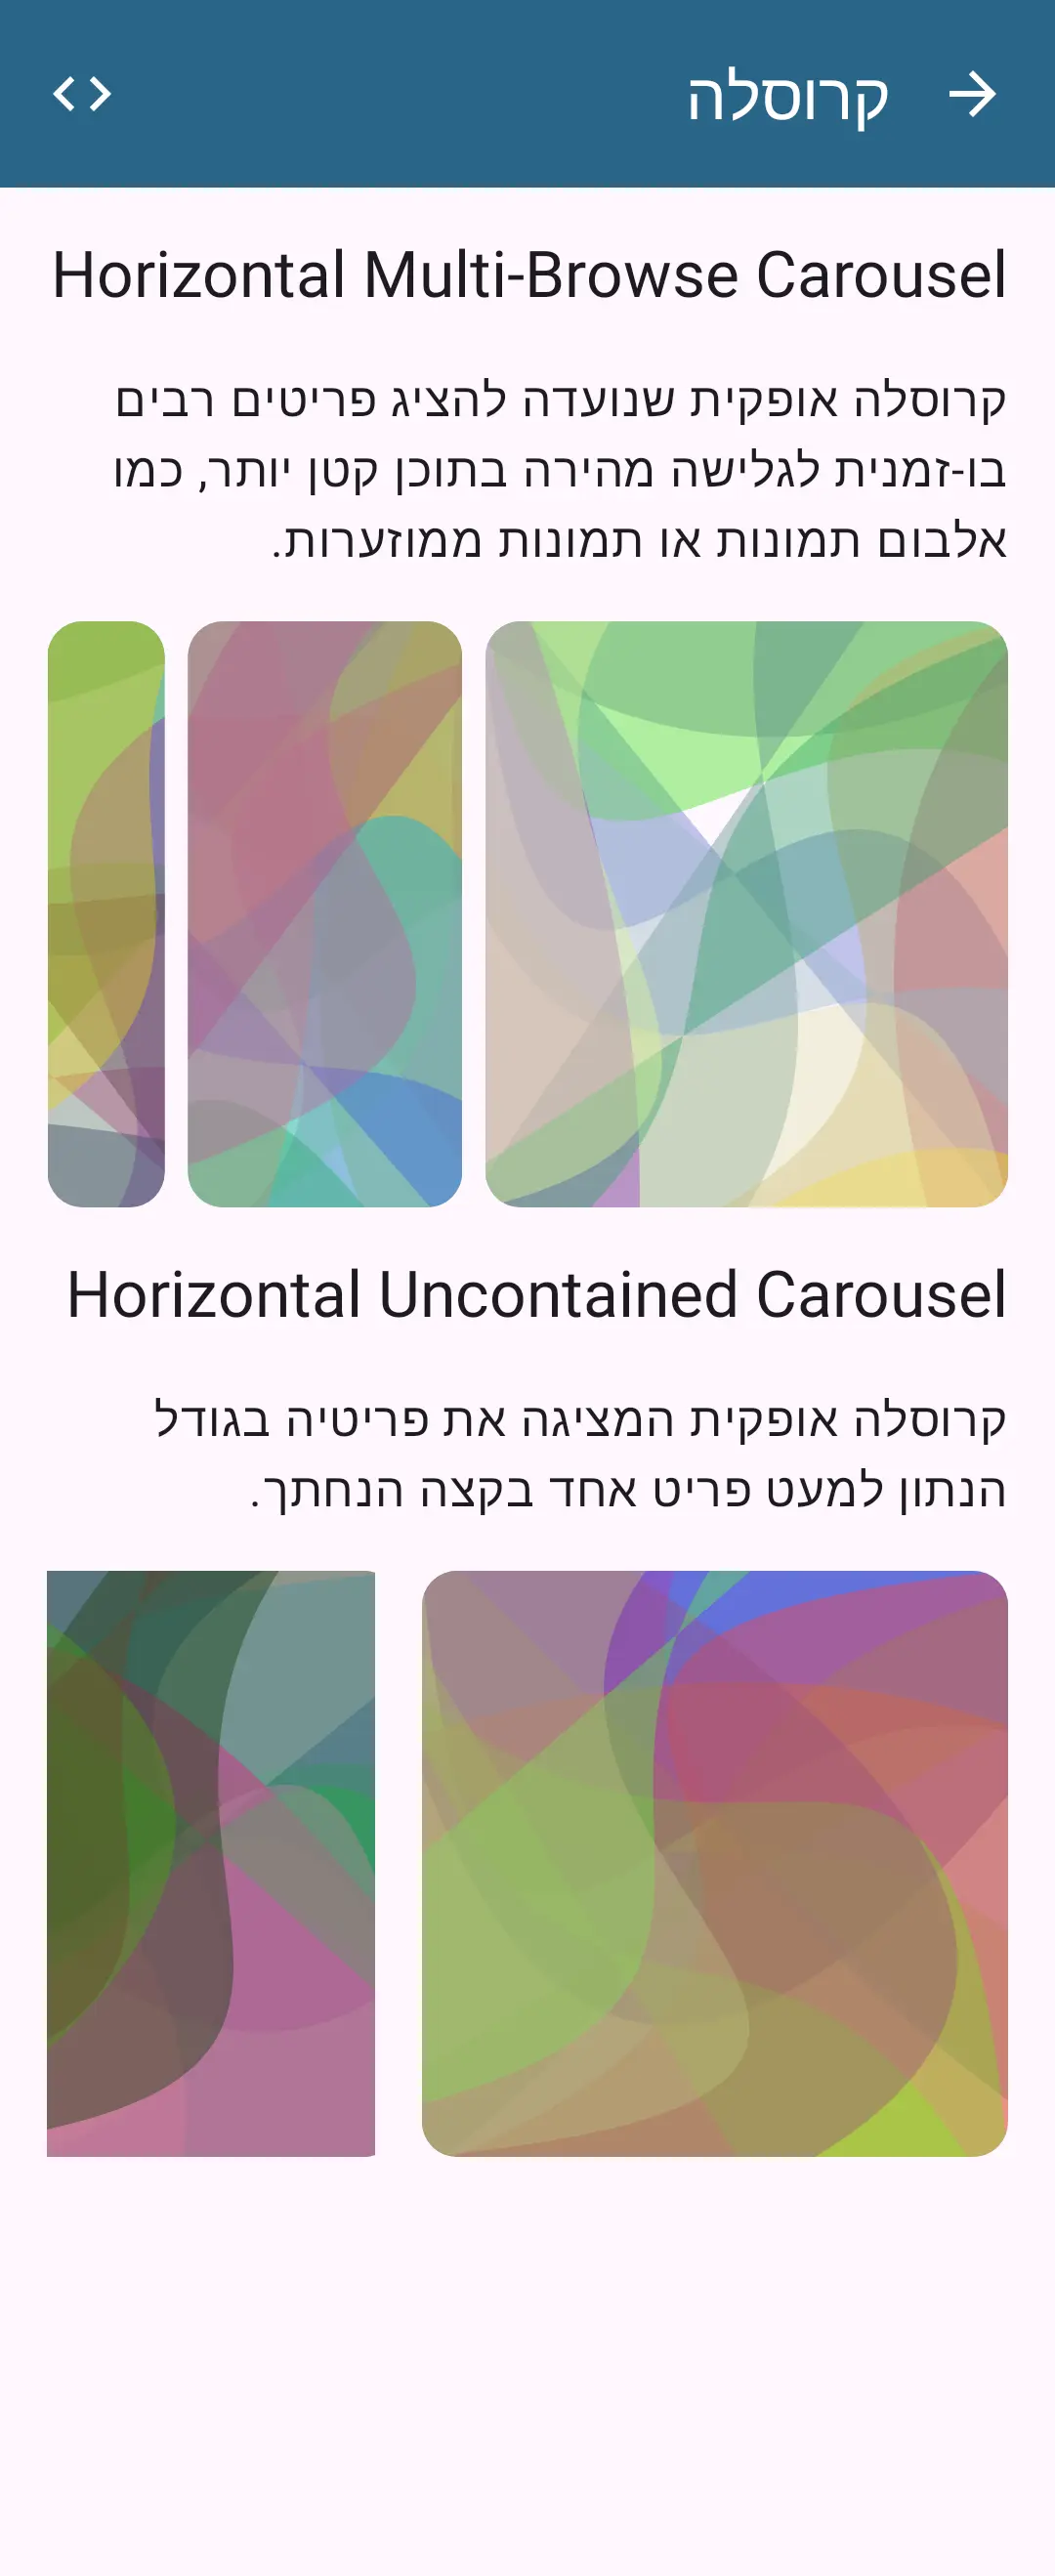 קרוסלה
Horizontal Multi-Browse Carousel
קרוסלה אופקית שנועדה להציג פריטים רבים
בו-זמנית לגלישה מהירה בתוכן קטן יותר, כמו
אלבום תמונות או תמונות ממוזערות.
Horizontal Uncontained Carousel
קרוסלה אופקית המציגה את פריטיה בגודל
הנתון למעט פריט אחד בקצה הנחתך.